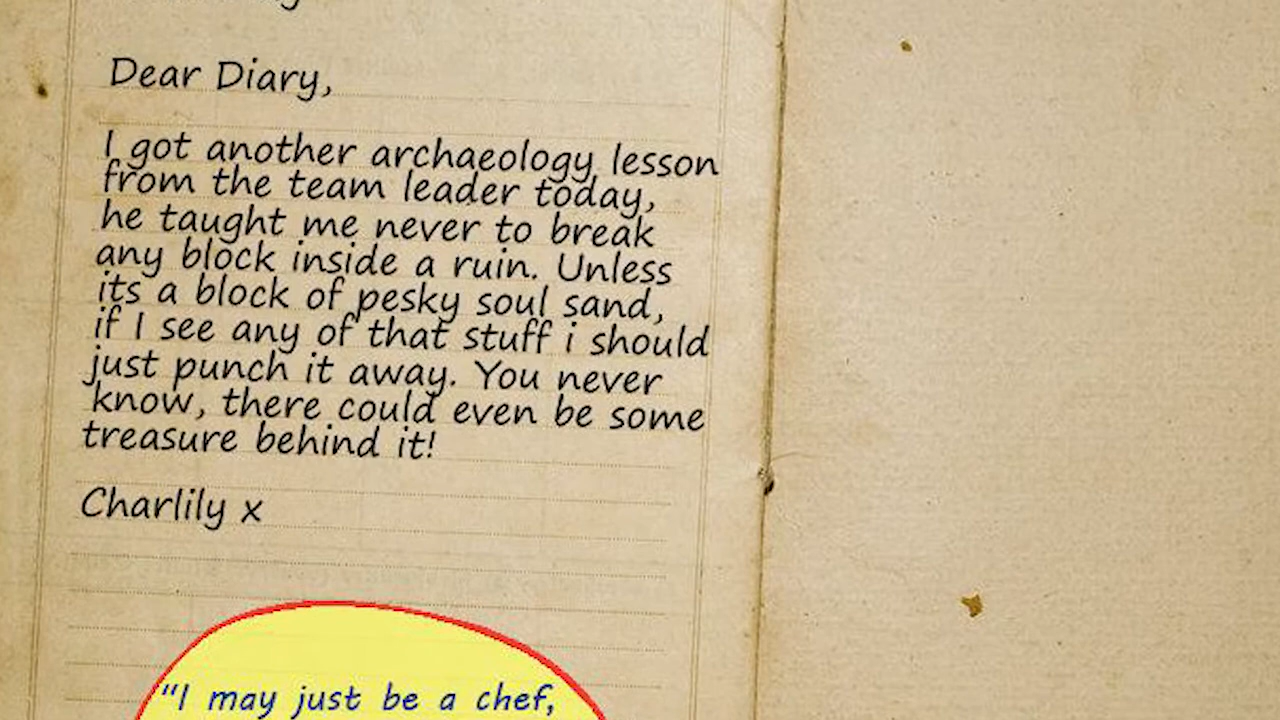 Dear Diary,
I got another archaeology lesson
from the team leader today,
he taught me never to break
any block inside a ruin. Unless
its a block of pesky soul sand,
if I see any of that stuff i should
just punch it away. You never
know, there could even be some
treasure behind it!
Charlily x
"I may just be a chef,